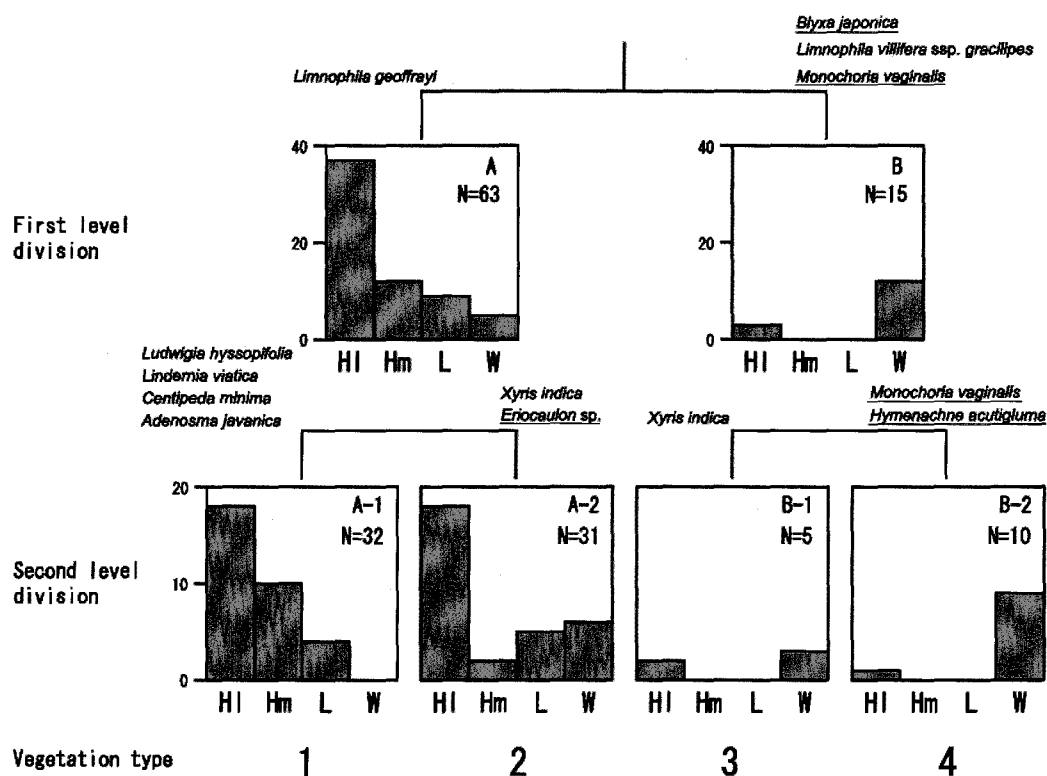 Blyxa japonica
Limnophila villifera ssp. gracilipes
Monochoria vaginalis
Limnophila geoffrayi
First level
division
40
20
0
A
N=63
Hl Hm L W
40
20
0
B
N=15
Hl Hm L W
Ludwigia hyssopifolia
Lindernia viatica
Centipeda minima
Adenosma javanica
Xyris indica
Eriocaulon sp.
Xyris indica
Monochoria vaginalis
Hymenachne acutigluma
Second level
division
20
10
0
A-1
N=32
Hl Hm L W
A-2
N=31
Hl Hm L W
B-1
N=5
Hl Hm L W
B-2
N=10
Hl Hm L W
Vegetation type 1 2 3 4